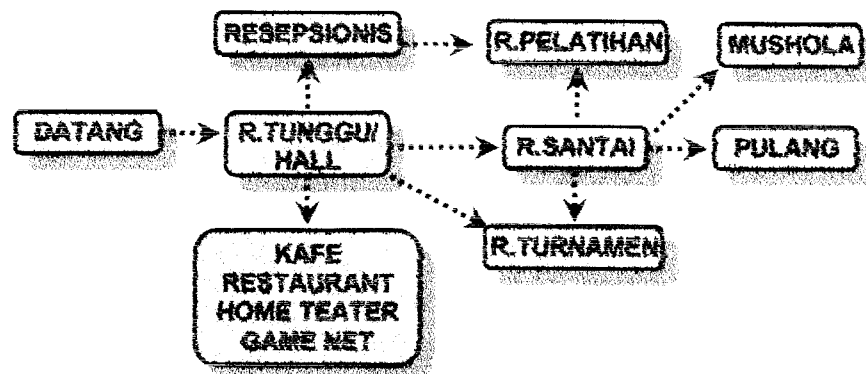 RESEPSIONIS
R.PELATIHAN
MUSHOLA
DATANG
R.TUNGGU/
HALL
R.SANTAI
PULANG
KAFE
RESTAURANT
HOME TEATER
GAME NET
R.TURNAMEN